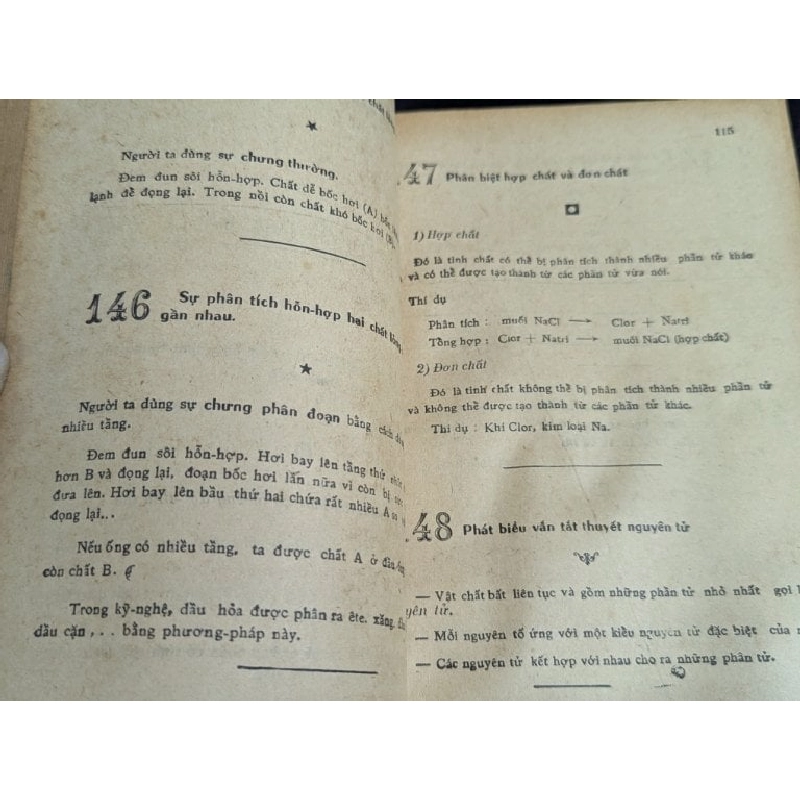 chất
Người ta dùng sự chưng thường.
Đem đun sôi hỗn-hợp. Chất dễ bốc hơi (A)
lạnh để đọng lại. Trong nồi còn chất khó bốc hơi (B).
146 Sự phân tích hỗn-hợp hai chất lỏng
gần nhau.
Người ta dùng sự chưng phân đoạn bằng cách
nhiều tầng.
Đem đun sôi hỗn-hợp. Hơi bay lên tầng thứ
hơn B và đọng lại, đoạn bốc hơi lần nữa vì còn bị
đưa lên. Hơi bay lên bầu thứ hai chứa rất nhiều A
đọng lại...
Nếu ống có nhiều tầng, ta được chất A ở đầu
còn chất B.
Trong kỹ-nghệ, dầu hỏa được phân ra ête, xăng,
dầu cặn... bằng phương-pháp này.
115
47 Phân biệt hợp chất và đơn chất
1) Hợp chất
Đó là tinh chất có thể bị phân tích thành nhiều phần tử khác
và có thể được tạo thành từ các phần tử vừa nói.
Thí dụ
Phân tích : muối NaCl → Clor + Natri
Tổng hợp : Clor + Natri → muối NaCl (hợp chất)
2) Đơn chất
Đó là tinh chất không thể bị phân tích thành nhiều phần tử
và không thể được tạo thành từ các phần tử khác.
Thí dụ : Khí Clor, kim loại Na.
48 Phát biểu vắn tắt thuyết nguyên tử
— Vật chất bất liên tục và gồm những phần tử nhỏ nhất gọi
yên tử.
— Mỗi nguyên tố ứng với một kiểu nguyên tử đặc biệt của
— Các nguyên tử kết hợp với nhau cho ra những phân tử.